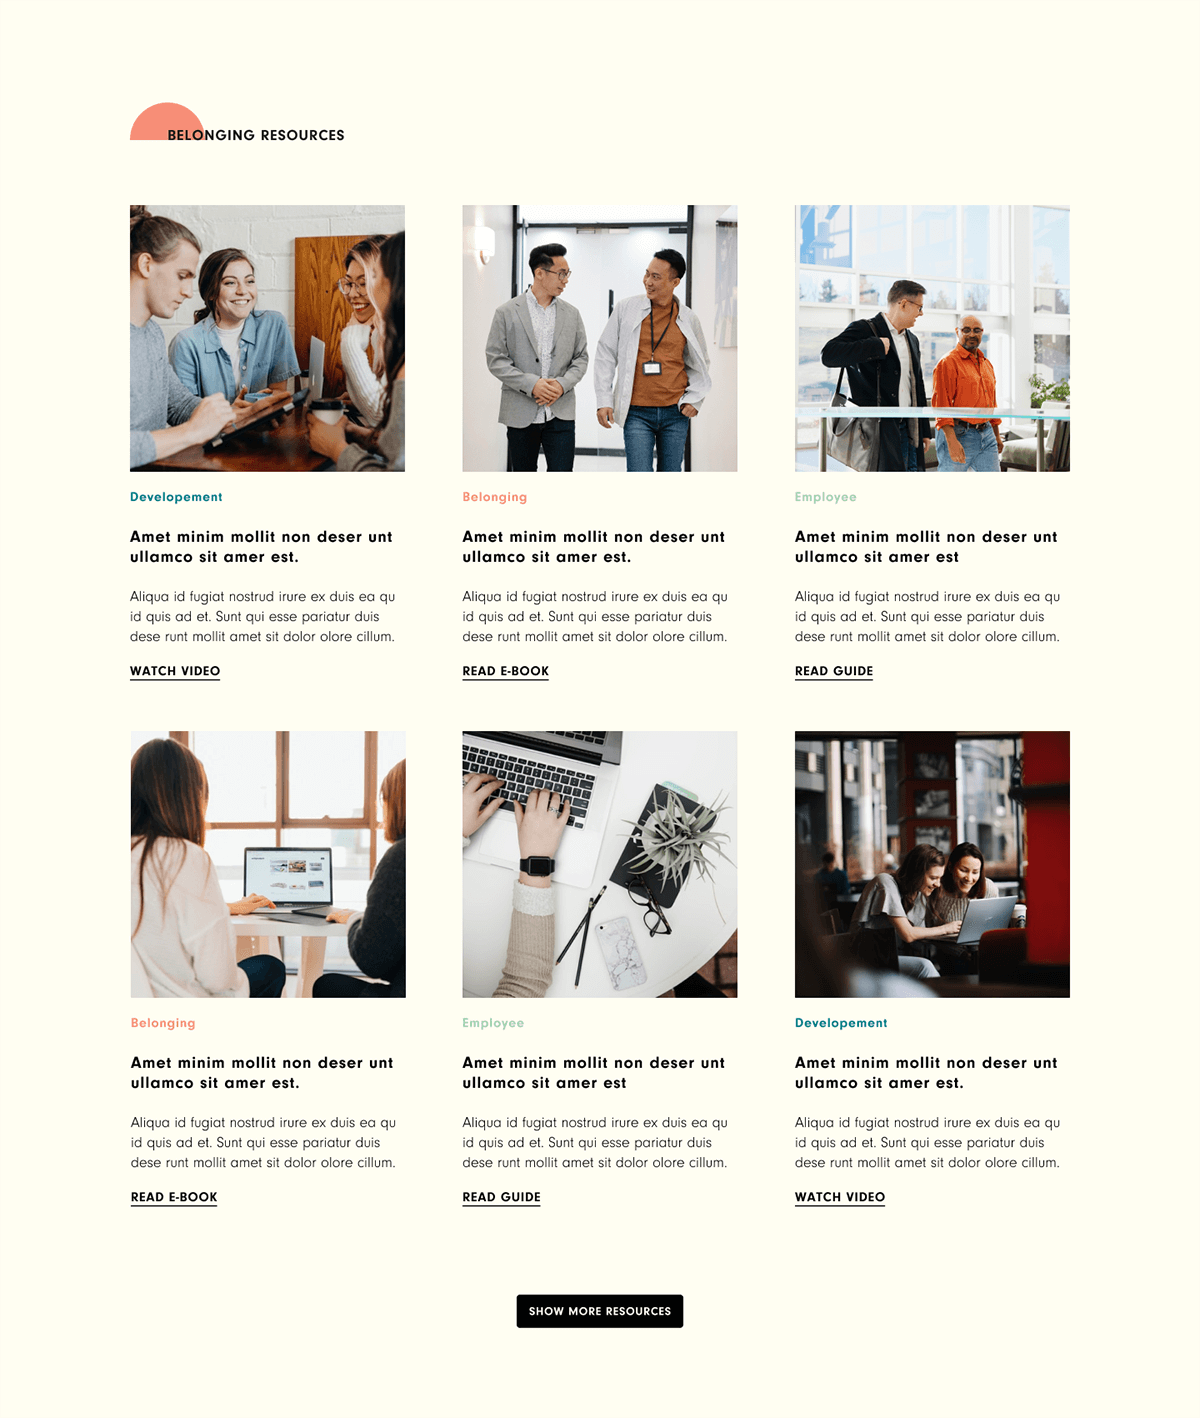 BELONGING RESOURCES
Developement
Amet minim mollit non deser unt
ullamco sit amer est.
Aliqua id fugiat nostrud irure ex duis ea qu
id quis ad et. Sunt qui esse pariatur duis
dese runt mollit amet sit dolor olore cillum.
WATCH VIDEO
Belonging
Amet minim mollit non deser unt
ullamco sit amer est.
Aliqua id fugiat nostrud irure ex duis ea qu
id quis ad et. Sunt qui esse pariatur duis
dese runt mollit amet sit dolor olore cillum.
READ E-BOOK
Employee
Amet minim mollit non deser unt
ullamco sit amer est
Aliqua id fugiat nostrud irure ex duis ea qu
id quis ad et. Sunt qui esse pariatur duis
dese runt mollit amet sit dolor olore cillum.
READ GUIDE
Belonging
Amet minim mollit non deser unt
ullamco sit amer est.
Aliqua id fugiat nostrud irure ex duis ea qu
id quis ad et. Sunt qui esse pariatur duis
dese runt mollit amet sit dolor olore cillum.
READ E-BOOK
Employee
Amet minim mollit non deser unt
ullamco sit amer est
Aliqua id fugiat nostrud irure ex duis ea qu
id quis ad et. Sunt qui esse pariatur duis
dese runt mollit amet sit dolor olore cillum.
READ GUIDE
Developement
Amet minim mollit non deser unt
ullamco sit amer est.
Aliqua id fugiat nostrud irure ex duis ea qu
id quis ad et. Sunt qui esse pariatur duis
dese runt mollit amet sit dolor olore cillum.
WATCH VIDEO
SHOW MORE RESOURCES